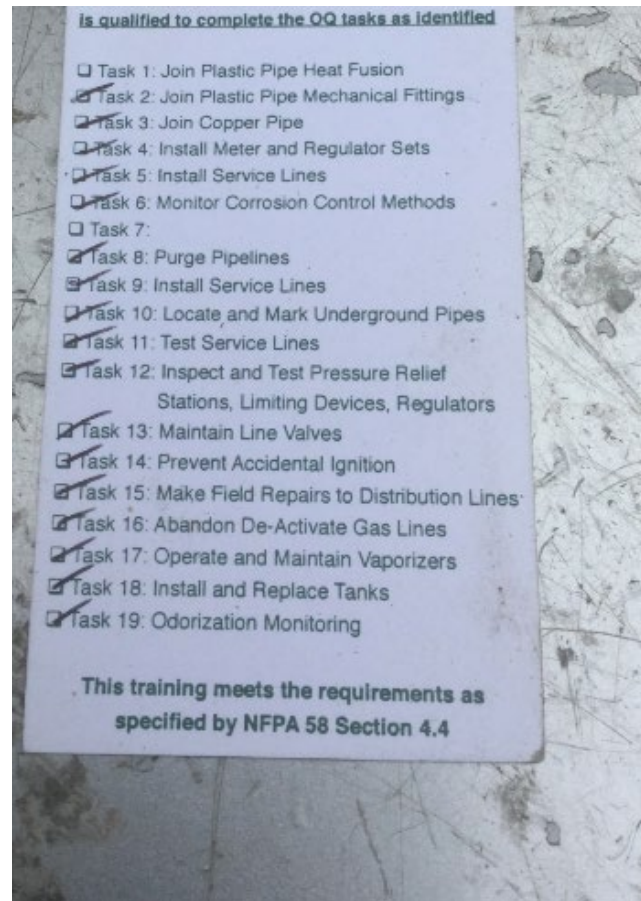 is qualified to complete the OQ tasks as identified
Task 1: Join Plastic Pipe Heat Fusion
Task 2: Join Plastic Pipe Mechanical Fittings
Task 3: Join Copper Pipe
Task 4: Install Meter and Regulator Sets
Task 5: Install Service Lines
Task 6: Monitor Corrosion Control Methods
Task 7:
Task 8: Purge Pipelines
Task 9: Install Service Lines
Task 10: Locate and Mark Underground Pipes
Task 11: Test Service Lines
Task 12: Inspect and Test Pressure Relief
Stations, Limiting Devices, Regulators
Task 13: Maintain Line Valves
Task 14: Prevent Accidental Ignition
Task 15: Make Field Repairs to Distribution Lines
Task 16: Abandon De-Activate Gas Lines
Task 17: Operate and Maintain Vaporizers
Task 18: Install and Replace Tanks
Task 19: Odorization Monitoring
This training meets the requirements as
specified by NFPA 58 Section 4.4